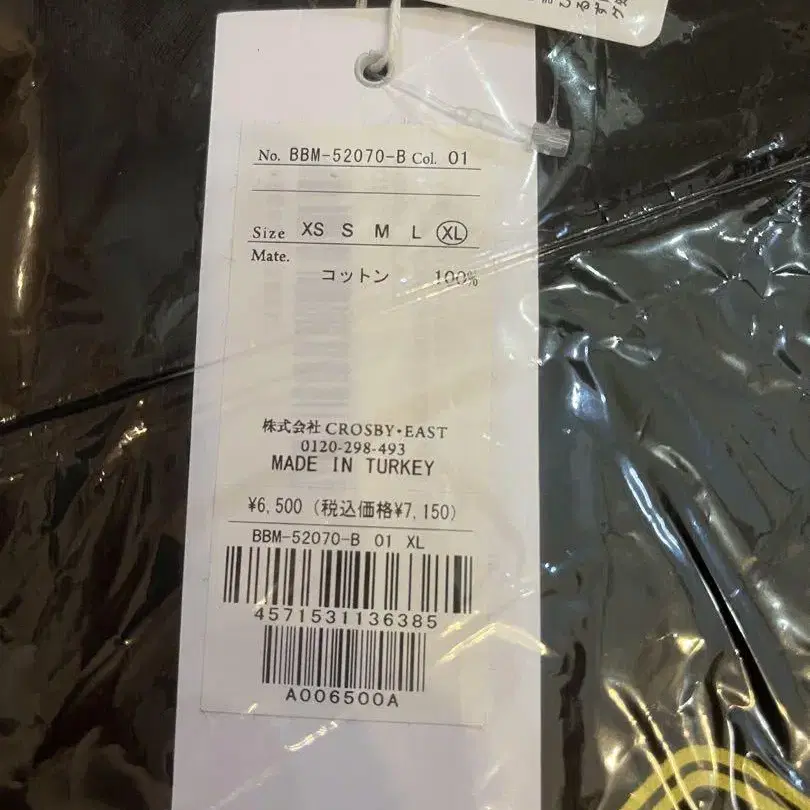 No. BBM-52070-B Col. 01
Size XS S M L XL
Mate.
コットン 100%
株式会社 CROSBY・EAST
0120-298-493
MADE IN TURKEY
¥6,500 (税込価格¥7,150)
BBM-52070-B 01 XL
4571531136385
A006500A